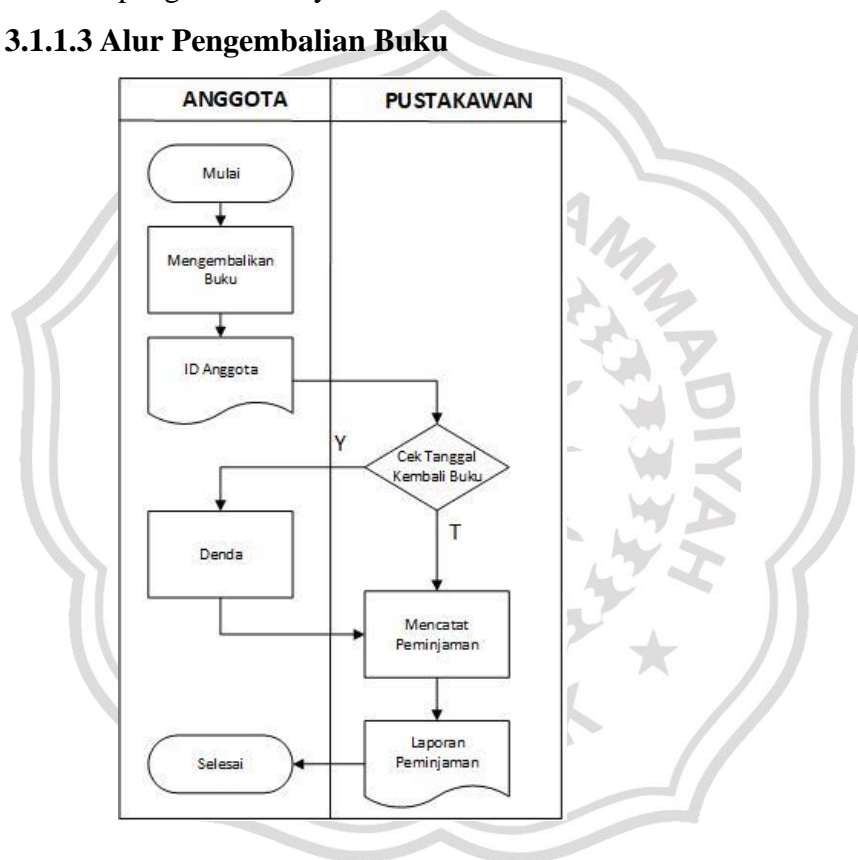 3.1.1.3 Alur Pengembalian Buku
ANGGOTA PUSTAKAWAN
Mulai
Mengembalikan
Buku
ID Anggota
Y
Cek Tanggal
Kembali Buku
T
Denda
Mencatat
Peminjaman
Laporan
Peminjaman
Selesai